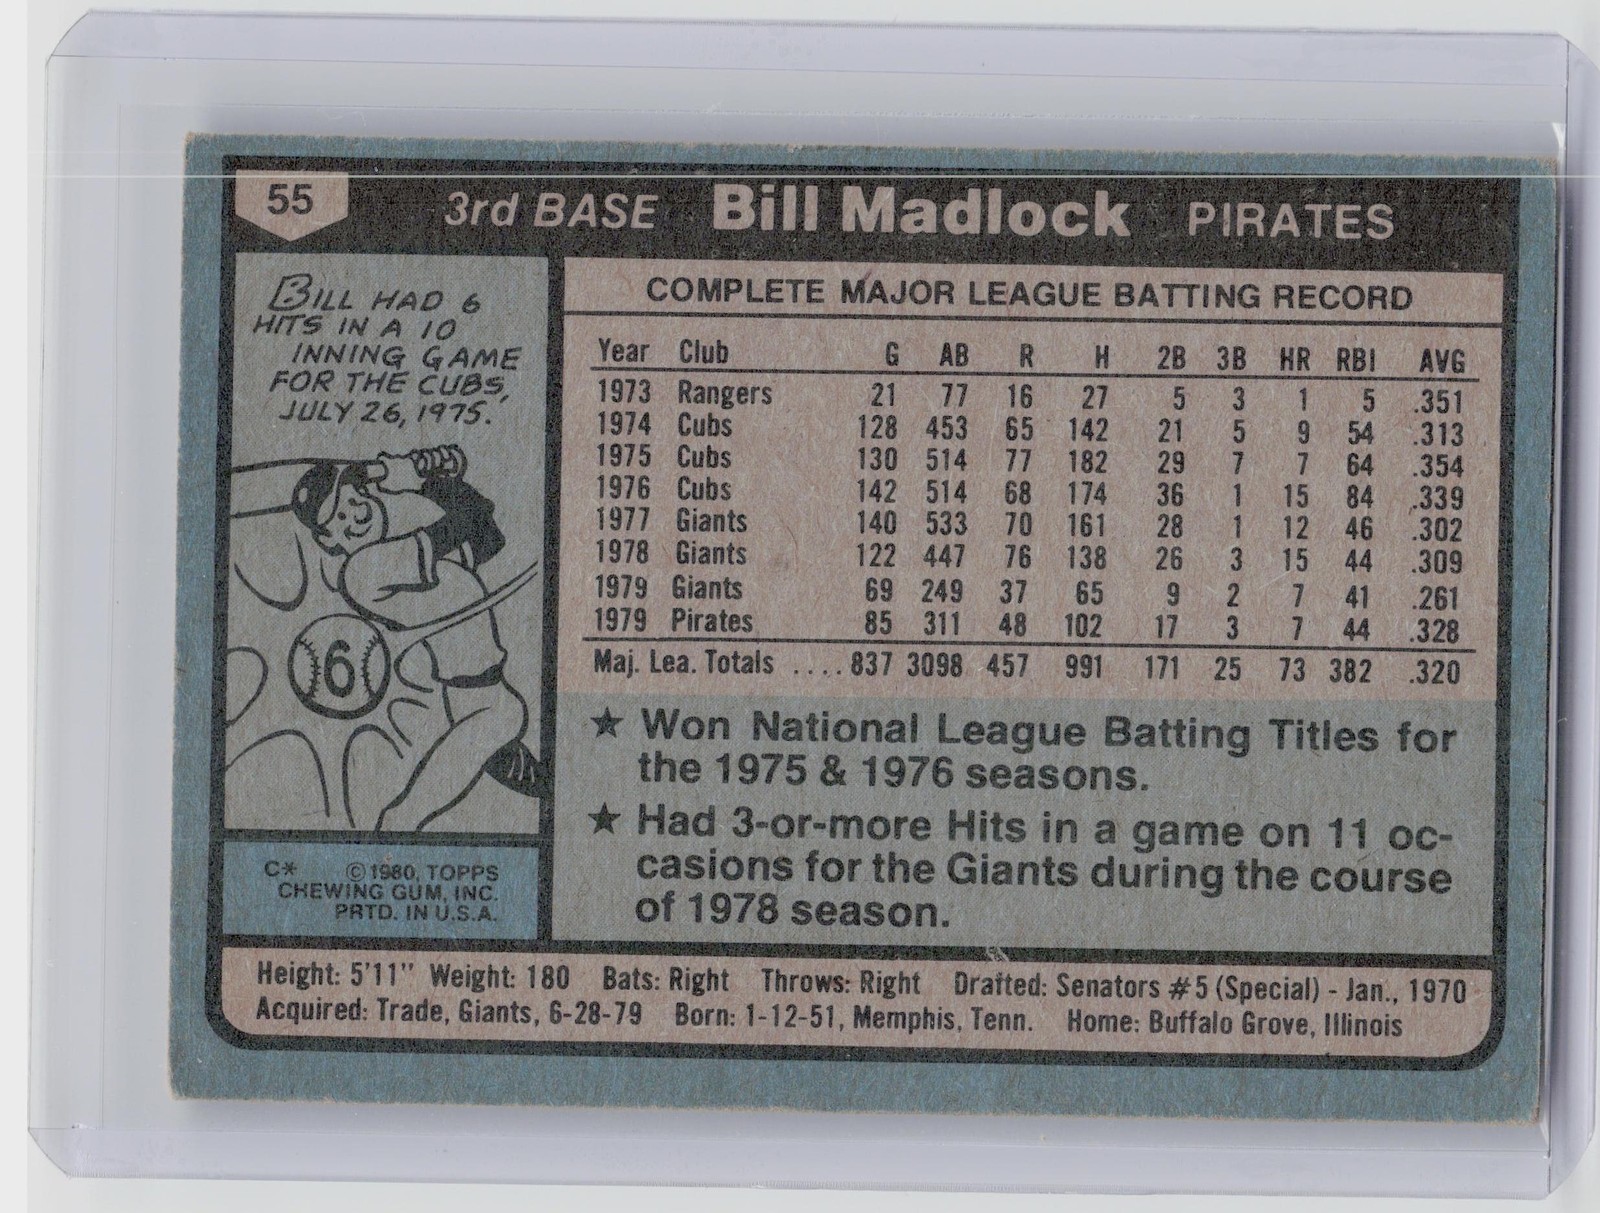 55 3rd BASE Bill Madlock PIRATES
BILL HAD 6
HITS IN A 10
INNING GAME
FOR THE CUBS,
JULY 26, 1975.
6
C* ©1980, TOPPS
CHEWING GUM, INC.
PRTD. IN U.S.A.
COMPLETE MAJOR LEAGUE BATTING RECORD
Year Club G AB R H 2B 3B HR RBI AVG
1973 Rangers 21 77 16 27 5 3 1 5 .351
1974 Cubs 128 453 65 142 21 5 9 54 .313
1975 Cubs 130 514 77 182 29 7 7 64 .354
1976 Cubs 142 514 68 174 36 1 15 84 .339
1977 Giants 140 533 70 161 28 1 12 46 .302
1978 Giants 122 447 76 138 26 3 15 44 .309
1979 Giants 69 249 37 65 9 2 7 41 .261
1979 Pirates 85 311 48 102 17 3 7 44 .328
Maj. Lea. Totals ....837 3098 457 991 171 25 73 382 .320
★ Won National League Batting Titles for
the 1975 & 1976 seasons.
★ Had 3-or-more Hits in a game on 11 oc-
casions for the Giants during the course
of 1978 season.
Height: 5'11" Weight: 180 Bats: Right Throws: Right Drafted: Senators #5 (Special) - Jan., 1970
Acquired: Trade, Giants, 6-28-79 Born: 1-12-51, Memphis, Tenn. Home: Buffalo Grove, Illinois